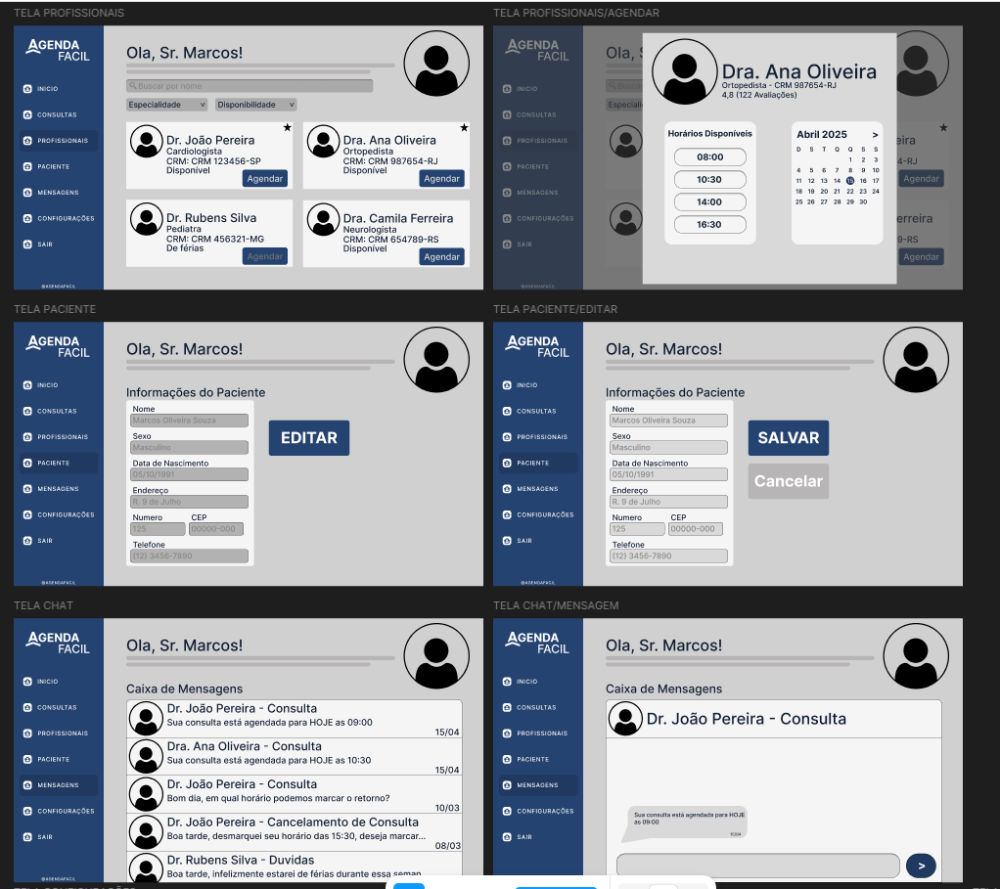 TELA PROFISSIONAIS
AGENDA
FACIL
INICIO
CONSULTAS
PROFISSIONAIS
PACIENTE
MENSAGENS
CONFIGURAÇÕES
SAIR
@AGENDAFACIL
Ola, Sr. Marcos!
Buscar por nome
Especialidade v
Disponibilidade v
Dr. João Pereira
Cardiologista
CRM: CRM 123456-SP
Disponível
Agendar
Dra. Ana Oliveira
Ortopedista
CRM: CRM 987654-RJ
Disponível
Agendar
Dr. Rubens Silva
Pediatra
CRM: CRM 456321-MG
De férias
Agendar
Dra. Camila Ferreira
Neurologista
CRM: CRM 654789-RS
Disponível
Agendar
TELA PROFISSIONAIS/AGENDAR
AGENDA
FACIL
INICIO
CONSULTAS
PROFISSIONAIS
PACIENTE
MENSAGENS
CONFIGURAÇÕES
SAIR
@AGENDAFACIL
Ola
Especiali
Dra. Ana Oliveira
Ortopedista - CRM 987654-RJ
4,8 (122 Avaliações)
Horários Disponíveis
08:00
10:30
14:00
16:30
Abril 2025 >
D S T Q Q S S
1 2 3
4 5 6 7 8 9 10
11 12 13 14 15 16 17
18 19 20 21 22 23 24
25 26 27 28 29 30
eira
4-RJ
Agendar
erreira
9-RS
Agendar
TELA PACIENTE
AGENDA
FACIL
INICIO
CONSULTAS
PROFISSIONAIS
PACIENTE
MENSAGENS
CONFIGURAÇÕES
SAIR
@AGENDAFACIL
Ola, Sr. Marcos!
Informações do Paciente
Nome
Marcos Oliveira Souza
Sexo
Masculino
Data de Nascimento
05/10/1991
Endereço
R. 9 de Julho
Numero CEP
125 00000-000
Telefone
(12) 3456-7890
EDITAR
TELA PACIENTE/EDITAR
AGENDA
FACIL
INICIO
CONSULTAS
PROFISSIONAIS
PACIENTE
MENSAGENS
CONFIGURAÇÕES
SAIR
@AGENDAFACIL
Ola, Sr. Marcos!
Informações do Paciente
Nome
Marcos Oliveira Souza
Sexo
Masculino
Data de Nascimento
05/10/1991
Endereço
R. 9 de Julho
Numero CEP
125 00000-000
Telefone
(12) 3456-7890
SALVAR
Cancelar
TELA CHAT
AGENDA
FACIL
INICIO
CONSULTAS
PROFISSIONAIS
PACIENTE
MENSAGENS
CONFIGURAÇÕES
SAIR
Ola, Sr. Marcos!
Caixa de Mensagens
Dr. João Pereira - Consulta
Sua consulta está agendada para HOJE as 09:00
15/04
Dra. Ana Oliveira - Consulta
Sua consulta está agendada para HOJE as 10:30
15/04
Dr. João Pereira - Consulta
Bom dia, em qual horário podemos marcar o retorno?
10/03
Dr. João Pereira - Cancelamento de Consulta
Boa tarde, desmarquei seu horário das 15:30, deseja marcar...
08/03
Dr. Rubens Silva - Duvidas
Boa tarde, infelizmente estarei de férias durante essa seman
TELA CHAT/MENSAGEM
AGENDA
FACIL
INICIO
CONSULTAS
PROFISSIONAIS
PACIENTE
MENSAGENS
CONFIGURAÇÕES
SAIR
Ola, Sr. Marcos!
Caixa de Mensagens
Dr. João Pereira - Consulta
Sua consulta está agendada para HOJE
as 09:00
15/04
>